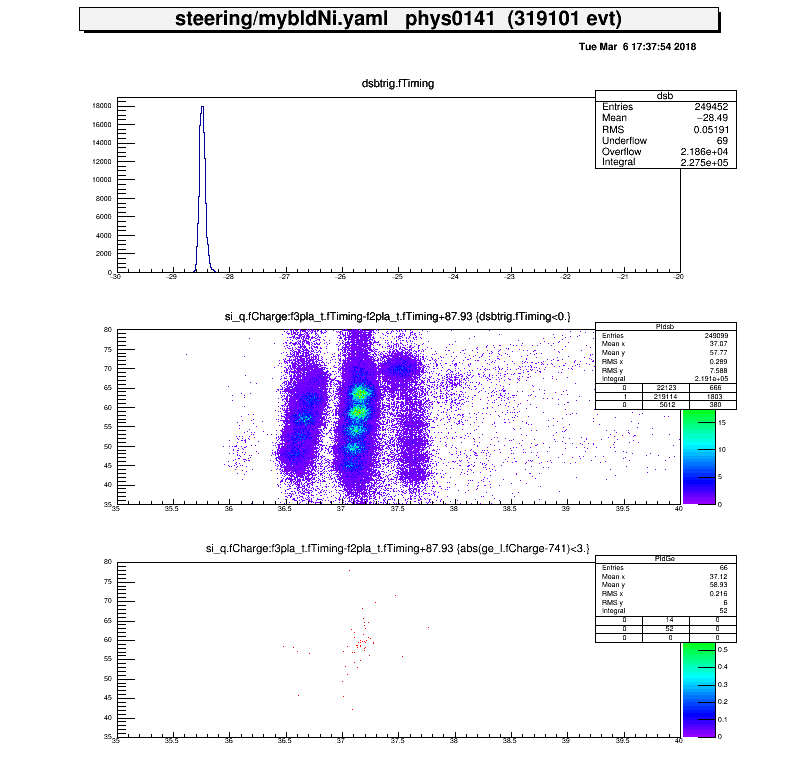 steering/mybldNi.yaml phys0141 (319101 evt)
Tue Mar 6 17:37:54 2018
dsbtrig.fTiming
dsb
Entries 249452
Mean −28.49
RMS 0.05191
Underflow 69
Overflow 2.186e+04
Integral 2.275e+05
18000
16000
14000
12000
10000
8000
6000
4000
2000
0
-30 -29 -28 -27 -26 -25 -24 -23 -22 -21 -20
si_q.fCharge:f3pla_t.fTiming-f2pla_t.fTiming+87.93 {dsbtrig.fTiming<0.}
Pldsb
Entries 249099
Mean x 37.07
Mean y 57.77
RMS x 0.289
RMS y 7.588
Integral 2.191e+05
0 22123 666
1 219114 1803
0 5012 380
80
75
70
65
60
55
50
45
40
35
15
10
5
0
35 35.5 36 36.5 37 37.5 38 38.5 39 39.5 40
si_q.fCharge:f3pla_t.fTiming-f2pla_t.fTiming+87.93 {abs(ge_l.fCharge-741)<3.}
PldGe
Entries 66
Mean x 37.12
Mean y 58.93
RMS x 0.216
RMS y 6
Integral 52
0 14 0
0 52 0
0 0 0
80
75
70
65
60
55
50
45
40
35
0.5
0.4
0.3
0.2
0.1
0
35 35.5 36 36.5 37 37.5 38 38.5 39 39.5 40